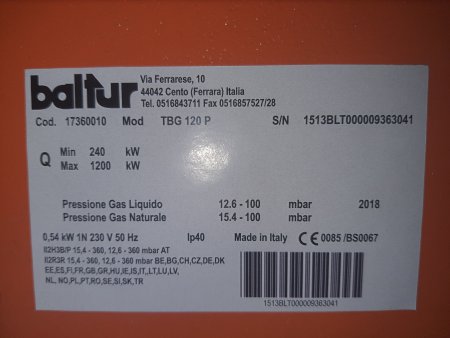 baltur
Via Ferrarese, 10
44042 Cento (Ferrara) Italia
Tel. 0516843711 Fax 0516857527/28
Cod. 17360010 Mod TBG 120 P S/N 1513BLT000009363041
Q Min 240 kW
Max 1200 kW
Pressione Gas Liquido 12.6 - 100 mbar 2018
Pressione Gas Naturale 15.4 - 100 mbar
0,54 kW 1N 230 V 50 Hz Ip40 Made in Italy CE 0085 /BS0067
II2H3B/P 15,4 - 360, 12,6 - 360 mbar AT
II2R3R 15,4 - 360, 12,6 - 360 mbar BE,BG,CH,CZ,DE,DK
EE,ES,FI,FR,GB,GR,HU,IE,IS,IT,LT,LU,LV,
NL, NO,PL,PT,RO,SE,SI,SK,TR
1513BLT000009363041